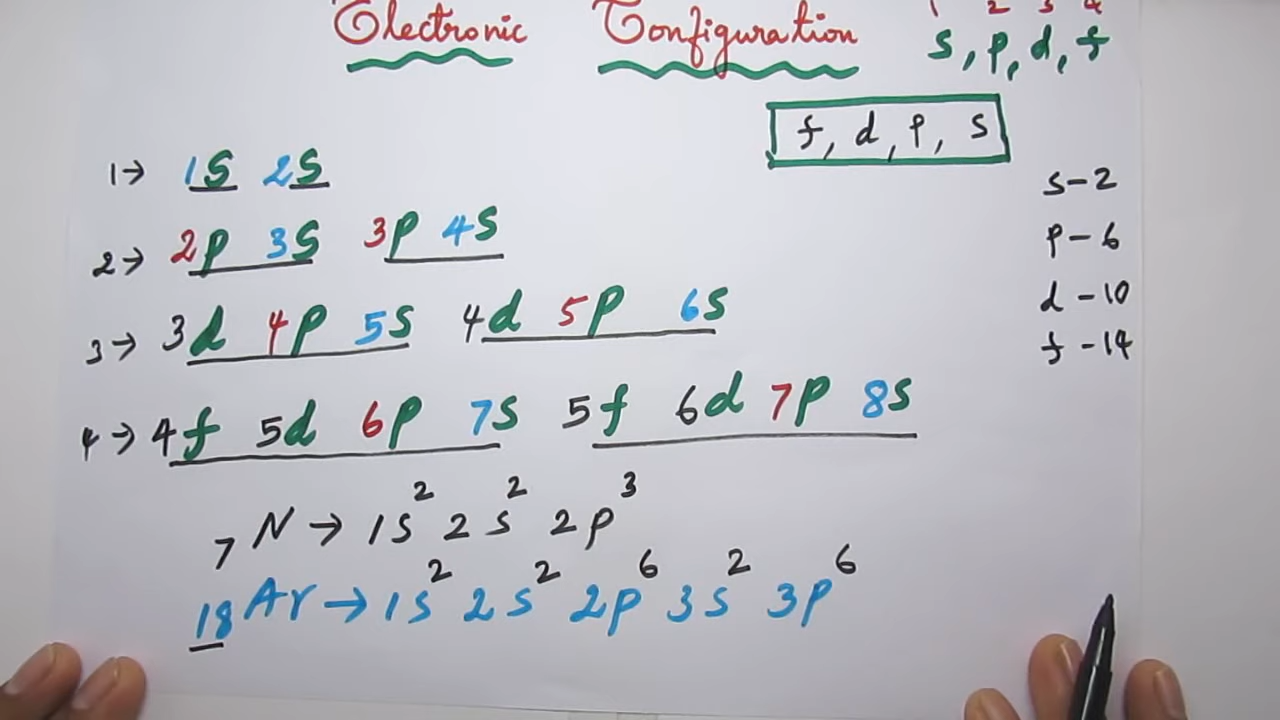 Electronic Configuration
1 2 3 4
s, p, d, f
f, d, p, s
1→ 1s 2s
s-2
2→ 2p 3s 3p 4s
p-6
d-10
3→ 3d 4p 5s 4d 5p 6s
f-14
4→ 4f 5d 6p 7s 5f 6d 7p 8s
₇N → 1s² 2s² 2p³
₁₈Ar → 1s² 2s² 2p⁶ 3s² 3p⁶